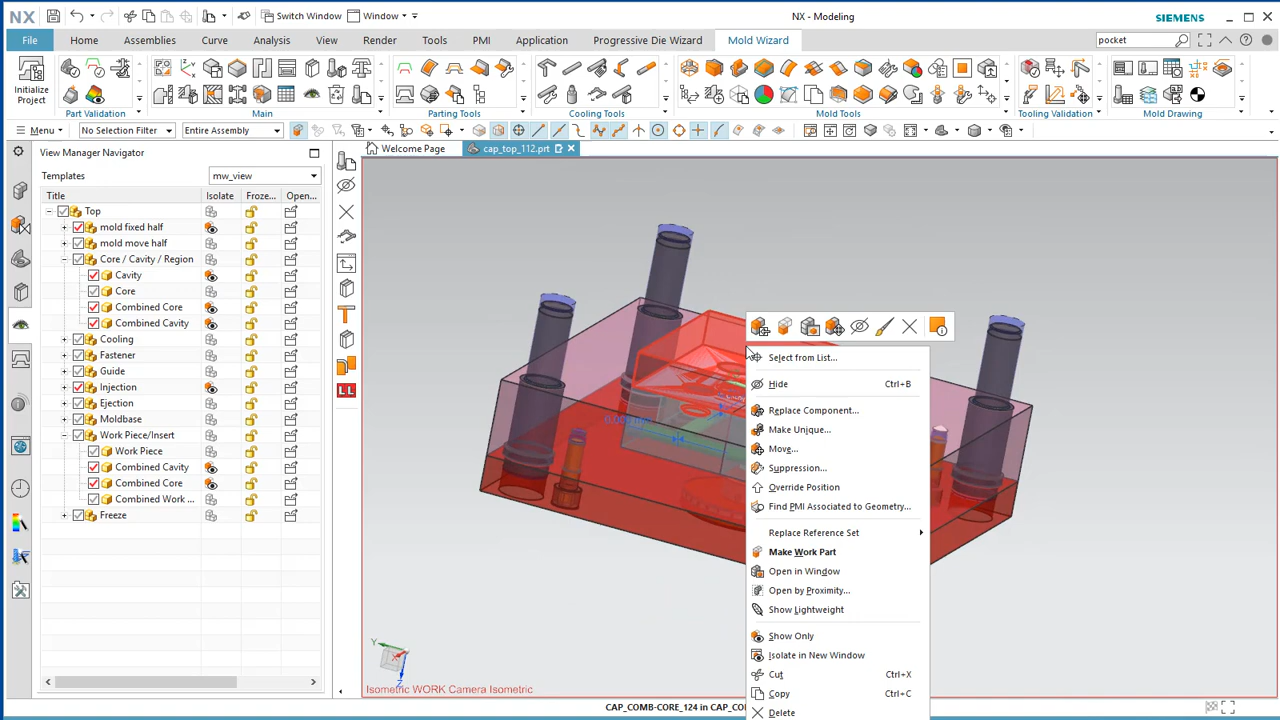 NX
Switch Window
Window
NX - Modeling
SIEMENS
File
Home
Assemblies
Curve
Analysis
View
Render
Tools
PMI
Application
Progressive Die Wizard
Mold Wizard
pocket
Initialize
Project
Part Validation
Main
Parting Tools
Cooling Tools
Mold Tools
Tooling Validation
Mold Drawing
Menu
No Selection Filter
Entire Assembly
View Manager Navigator
Welcome Page
cap_top_112.prt
Templates
mw_view
Title
Isolate
Froze...
Open...
Top
mold fixed half
mold move half
Core / Cavity / Region
Cavity
Core
Combined Core
Combined Cavity
Cooling
Fastener
Guide
Injection
Ejection
Moldbase
Work Piece/Insert
Work Piece
Combined Cavity
Combined Core
Combined Work ...
Freeze
LL
Select from List...
Hide Ctrl+B
Replace Component...
Make Unique...
Move...
Suppression...
Override Position
Find PMI Associated to Geometry...
Replace Reference Set
Make Work Part
Open in Window
Open by Proximity...
Show Lightweight
Show Only
Isolate in New Window
Cut Ctrl+X
Copy Ctrl+C
Delete
Y
X
Z
Isometric WORK Camera Isometric
CAP_COMB-CORE_124 in CAP_COM